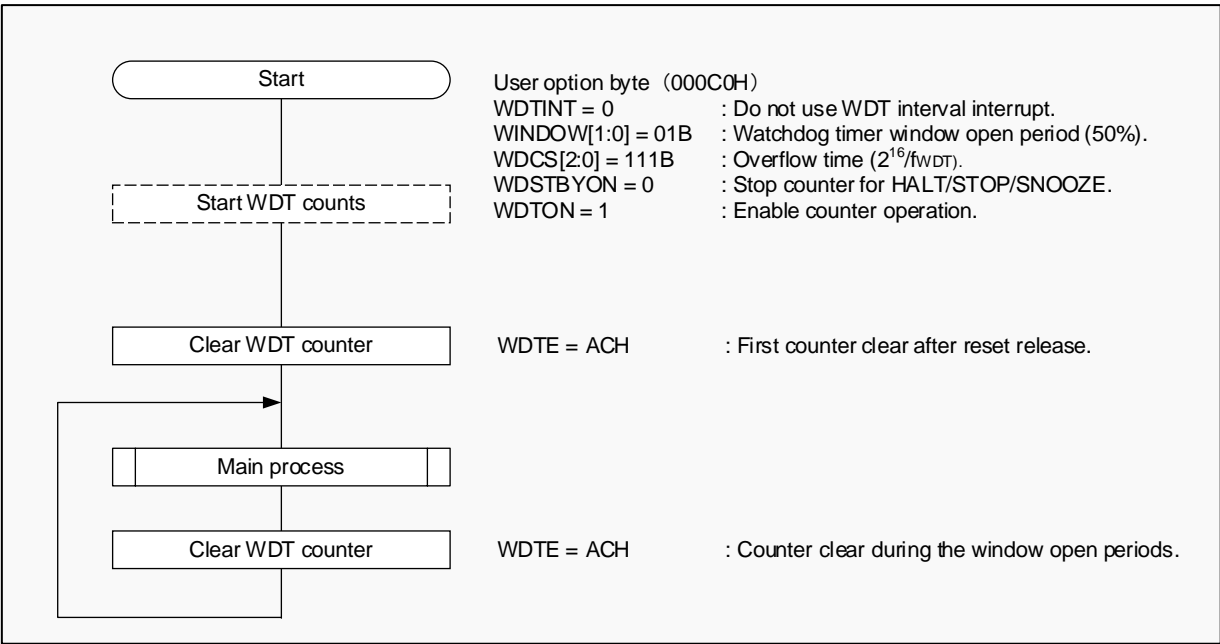 Start
User option byte（000C0H）
WDTINT = 0 : Do not use WDT interval interrupt.
WINDOW[1:0] = 01B : Watchdog timer window open period (50%).
WDCS[2:0] = 111B : Overflow time (2^16/fWDT).
WDSTBYON = 0 : Stop counter for HALT/STOP/SNOOZE.
Start WDT counts
WDTON = 1 : Enable counter operation.
Clear WDT counter
WDTE = ACH : First counter clear after reset release.
Main process
Clear WDT counter
WDTE = ACH : Counter clear during the window open periods.